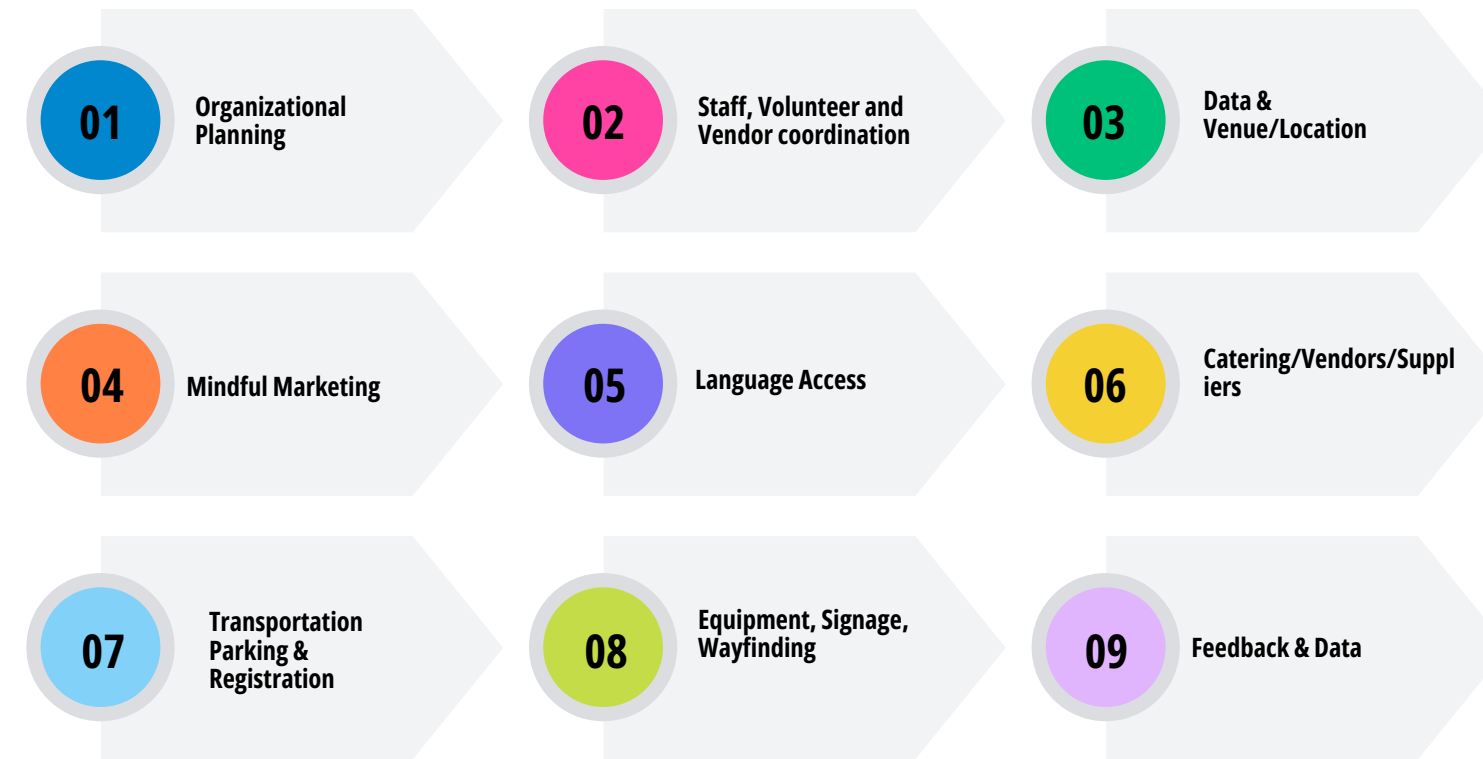 01
Organizational
Planning
02
Staff, Volunteer and
Vendor coordination
03
Data &
Venue/Location
04
Mindful Marketing
05
Language Access
06
Catering/Vendors/Suppl
iers
07
Transportation
Parking &
Registration
08
Equipment, Signage,
Wayfinding
09
Feedback & Data